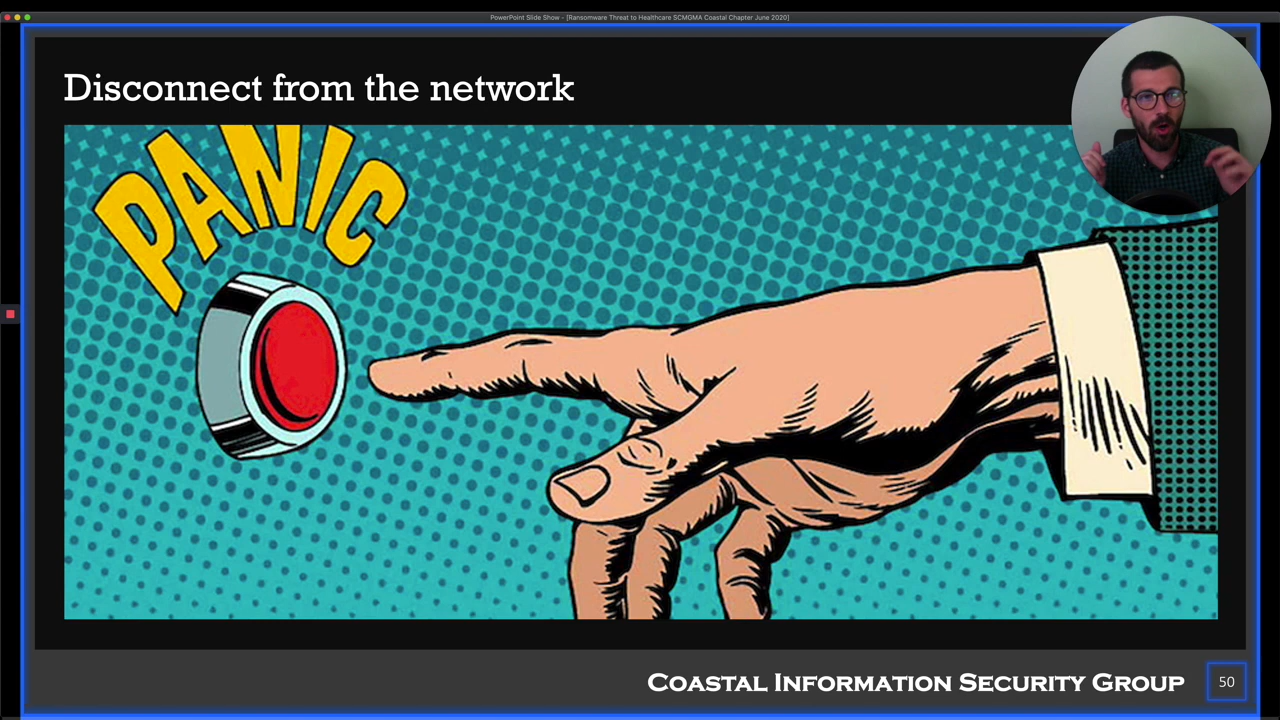 PowerPoint Slide Show - [Ransomware Threat to Healthcare SCMGMA Coastal Chapter June 2020]
Disconnect from the network
PANIC
Coastal Information Security Group
50